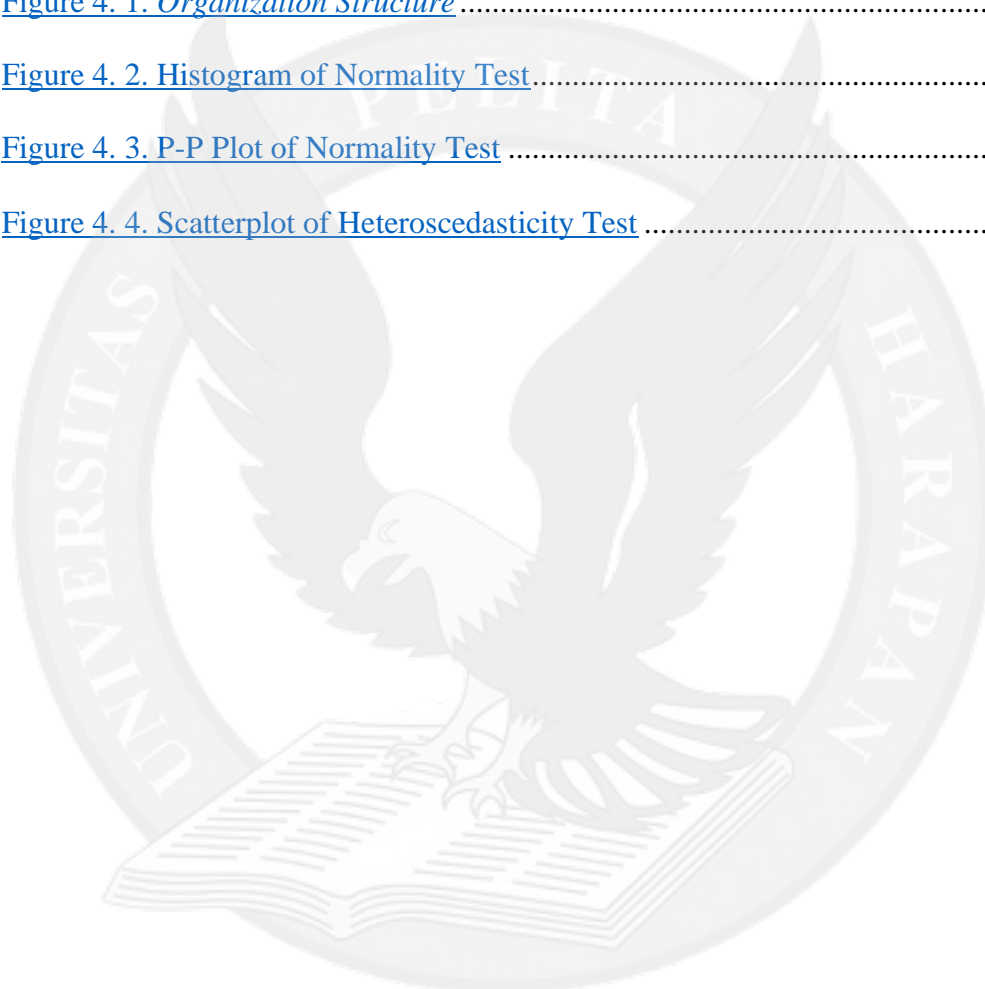 Figure 4. 1. Organization Structure ................................................................................
Figure 4. 2. Histogram of Normality Test ....................................................................
Figure 4. 3. P-P Plot of Normality Test ........................................................................
Figure 4. 4. Scatterplot of Heteroscedasticity Test ....................................................
UNIVERSITAS PELITA HARAPAN